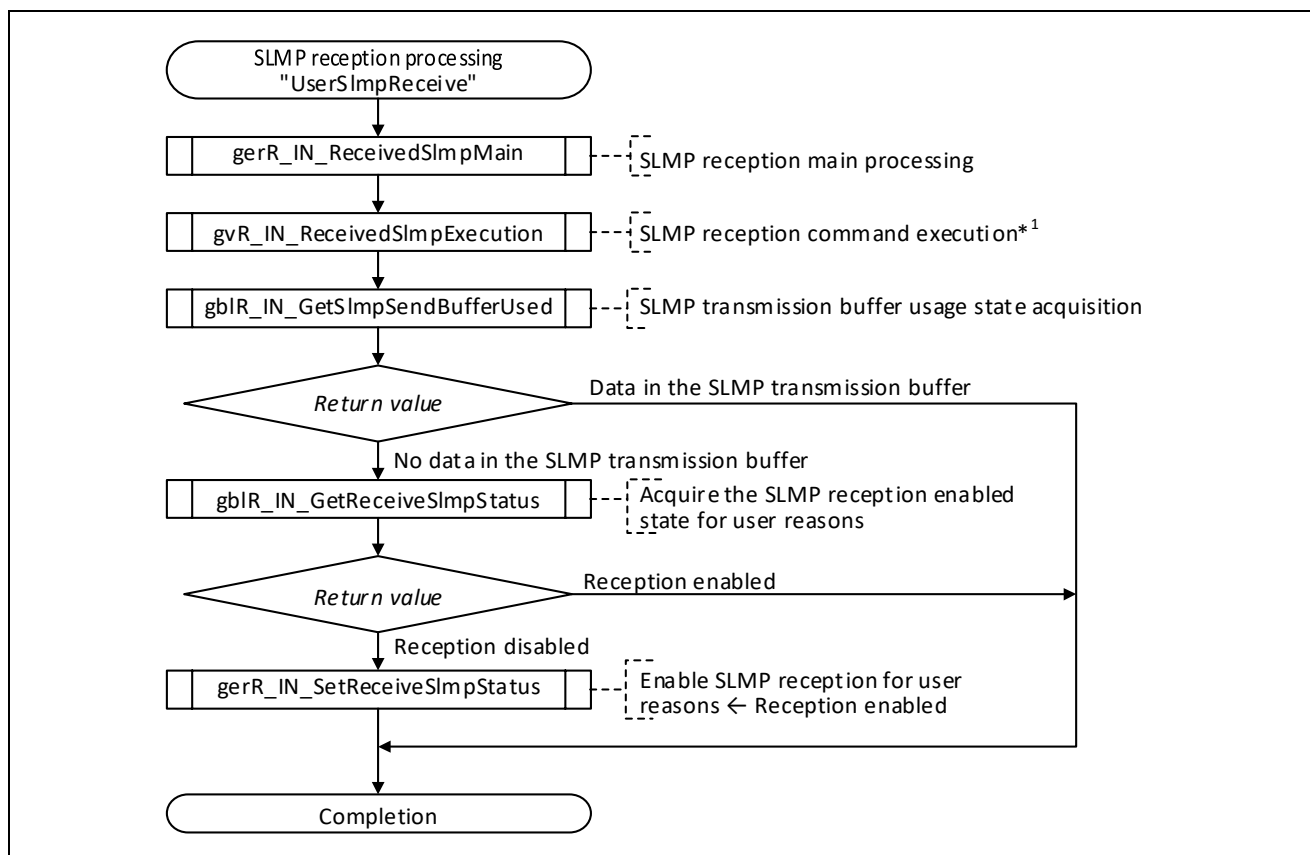 SLMP reception processing
"UserSlmpReceive"
gerR_IN_ReceivedSlmpMain
SLMP reception main processing
gvR_IN_ReceivedSlmpExecution
SLMP reception command execution*1
gblR_IN_GetSlmpSendBufferUsed
SLMP transmission buffer usage state acquisition
Return value
Data in the SLMP transmission buffer
No data in the SLMP transmission buffer
gblR_IN_GetReceiveSlmpStatus
Acquire the SLMP reception enabled
state for user reasons
Return value
Reception enabled
Reception disabled
gerR_IN_SetReceiveSlmpStatus
Enable SLMP reception for user
reasons ← Reception enabled
Completion